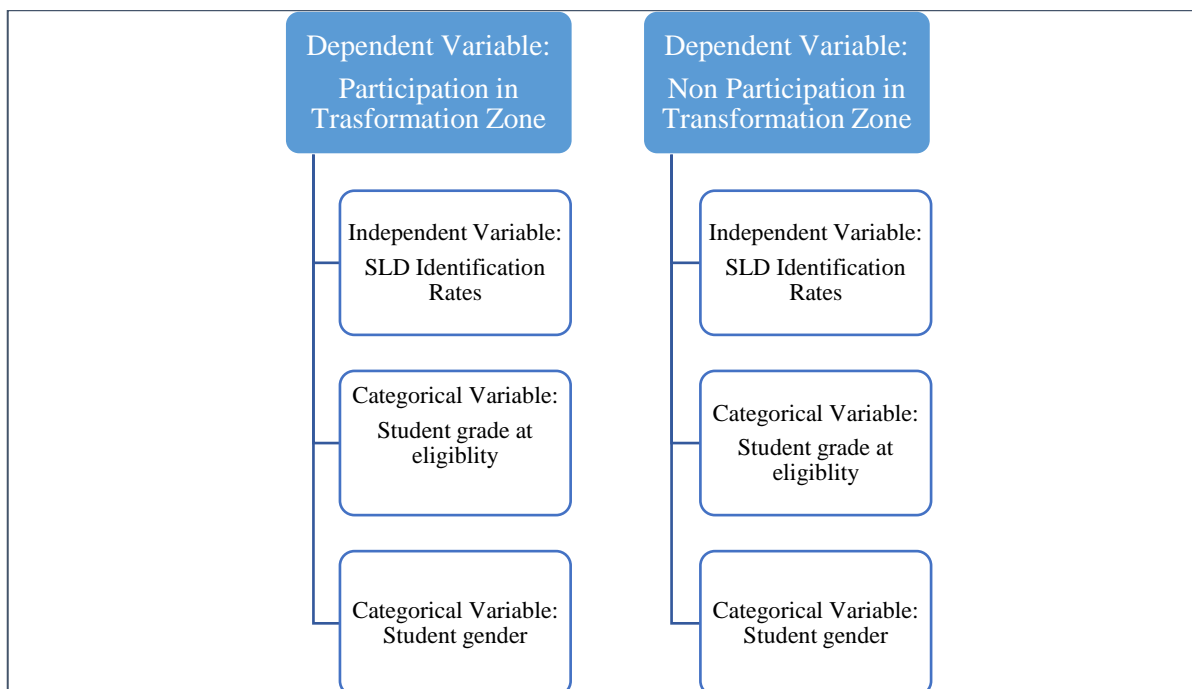 Dependent Variable:
Participation in
Trasformation Zone
Independent Variable:
SLD Identification
Rates
Categorical Variable:
Student grade at
eligiblity
Categorical Variable:
Student gender
Dependent Variable:
Non Participation in
Transformation Zone
Independent Variable:
SLD Identification
Rates
Categorical Variable:
Student grade at
eligiblity
Categorical Variable:
Student gender